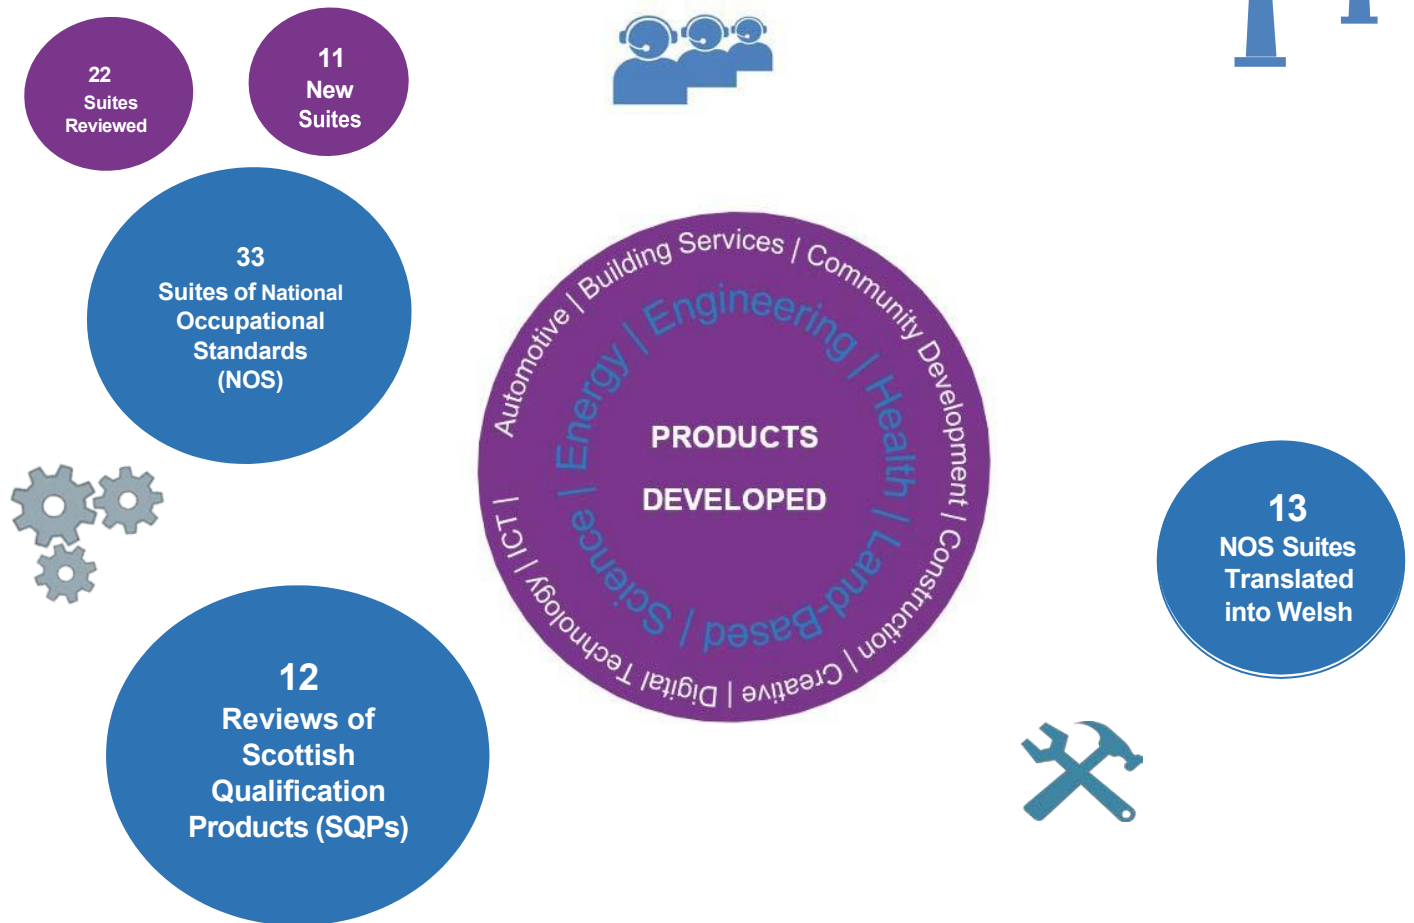 22
Suites
Reviewed
11
New
Suites
33
Suites of National
Occupational
Standards
(NOS)
Automotive | Building Services | Community Development | Construction | Creative | Digital Technology | ICT |
Energy | Engineering | Health | Land-Based | Science |
PRODUCTS
DEVELOPED
13
NOS Suites
Translated
into Welsh
12
Reviews of
Scottish
Qualification
Products (SQPs)